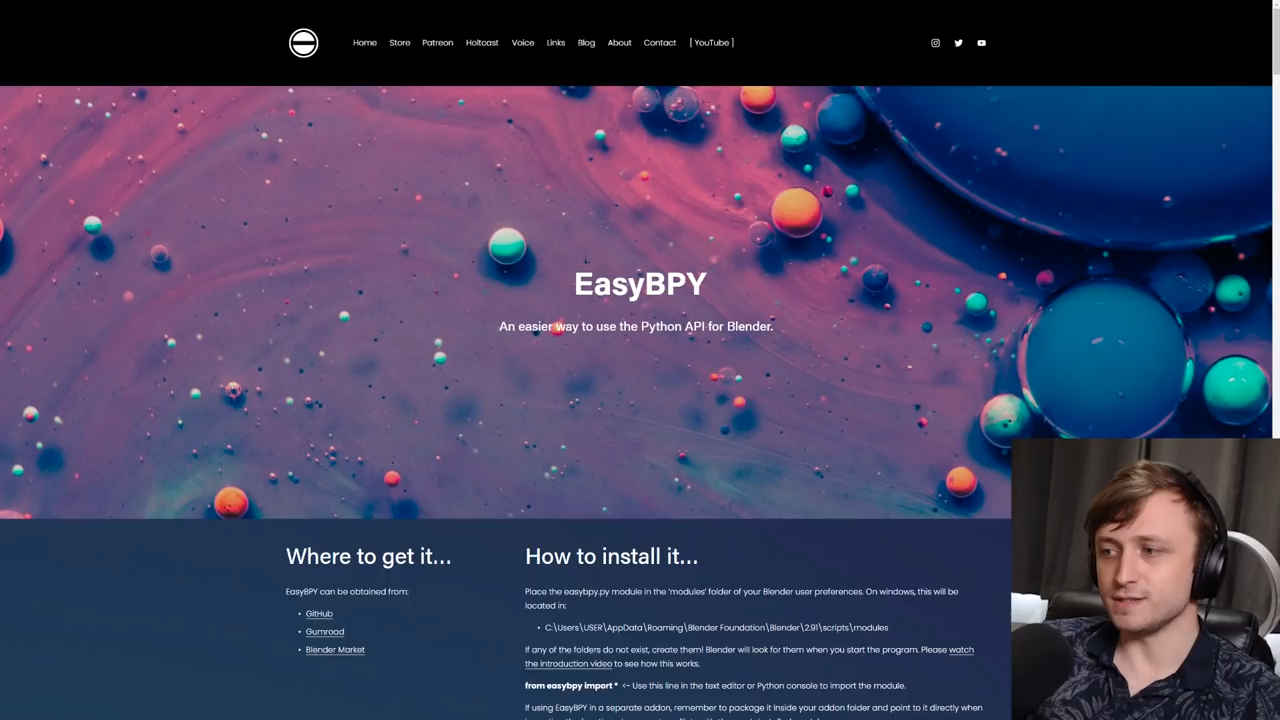 Home Store Patreon Holtcast Voice Links Blog About Contact [ YouTube ]
EasyBPY
An easier way to use the Python API for Blender.
Where to get it...
EasyBPY can be obtained from:
• GitHub
• Gumroad
• Blender Market
How to install it...
Place the easybpy.py module in the 'modules' folder of your Blender user preferences. On windows, this will be
located in:
• C:\Users\USER\AppData\Roaming\Blender Foundation\Blender\2.91\scripts\modules
If any of the folders do not exist, create them! Blender will look for them when you start the program. Please watch
the introduction video to see how this works.
from easybpy import * <- Use this line in the text editor or Python console to import the module.
If using EasyBPY in a separate addon, remember to package it inside your addon folder and point to it directly when